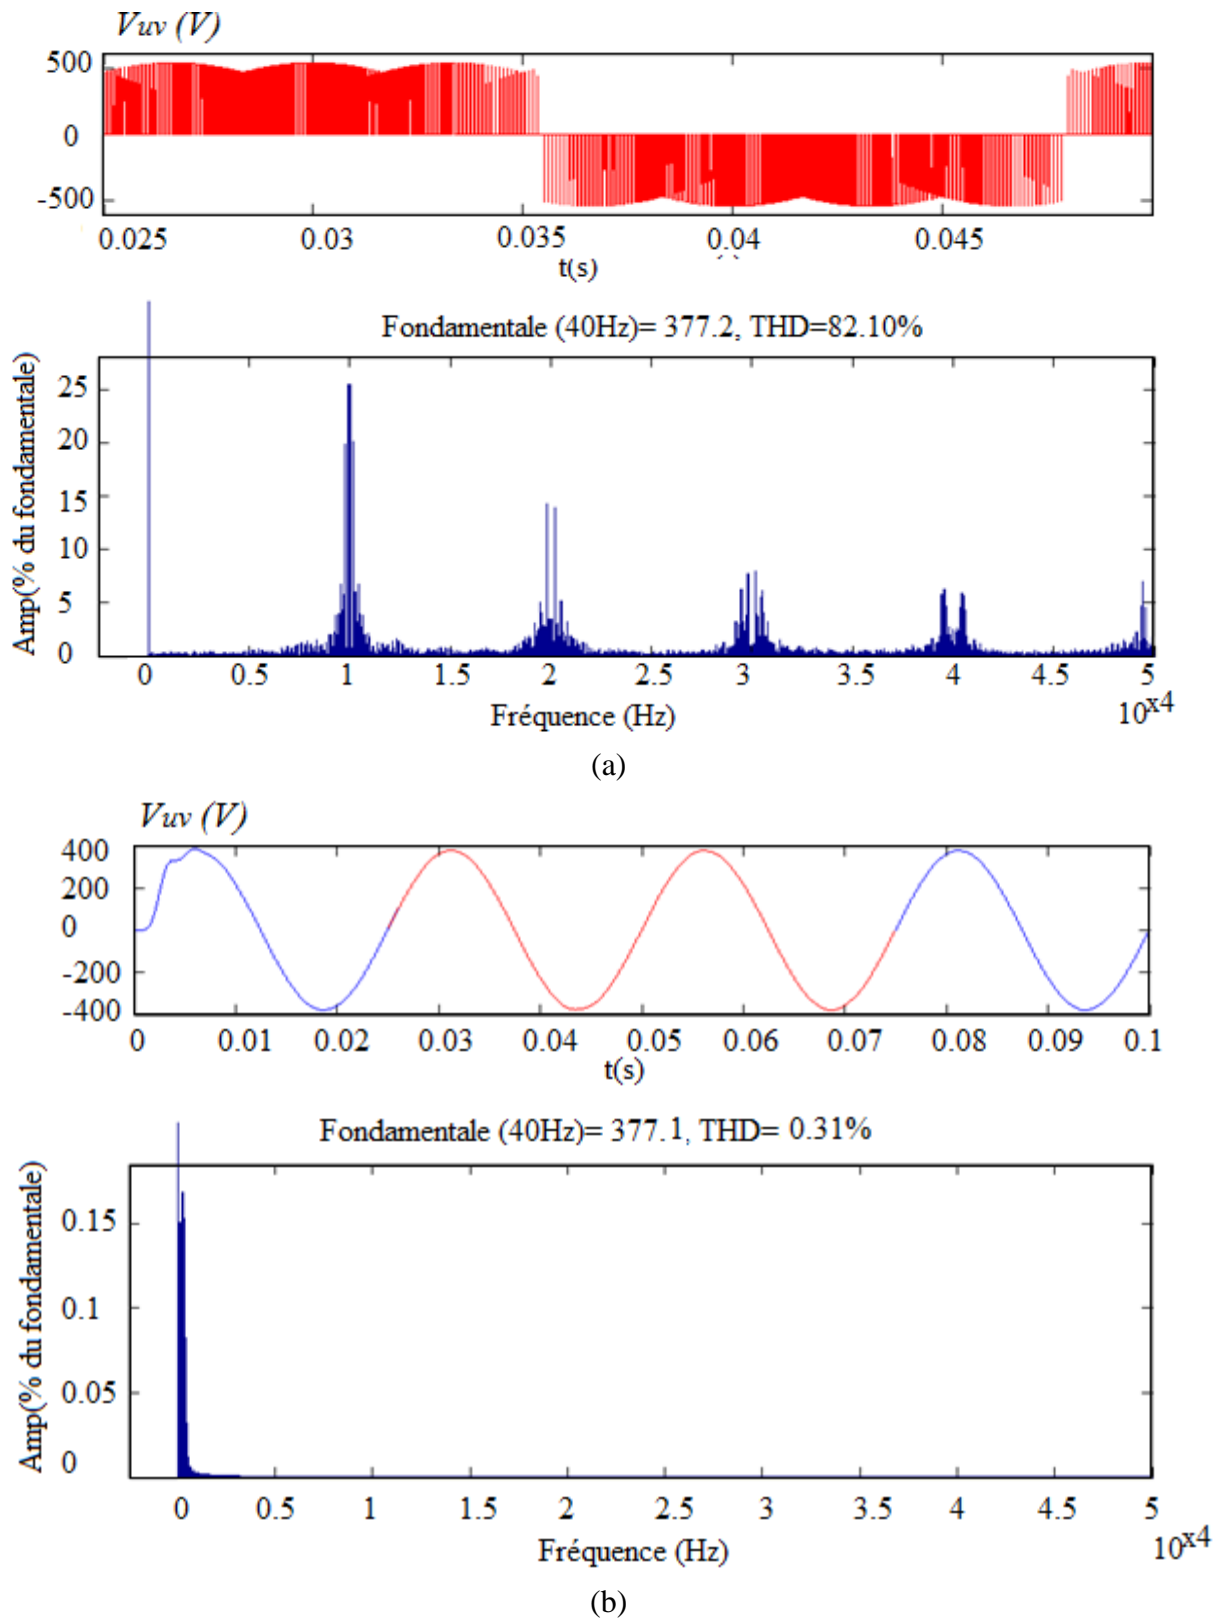 Vuv (V)
500
0
-500
0.025 0.03 0.035 0.04 0.045
t(s)
Fondamentale (40Hz)= 377.2, THD=82.10%
Amp(% du fondamentale)
25
20
15
10
5
0
0 0.5 1 1.5 2 2.5 3 3.5 4 4.5 5
Fréquence (Hz)
10x4
(a)
Vuv (V)
400
200
0
-200
-400
0 0.01 0.02 0.03 0.04 0.05 0.06 0.07 0.08 0.09 0.1
t(s)
Fondamentale (40Hz)= 377.1, THD= 0.31%
Amp(% du fondamentale)
0.15
0.1
0.05
0
0 0.5 1 1.5 2 2.5 3 3.5 4 4.5 5
Fréquence (Hz)
10x4
(b)